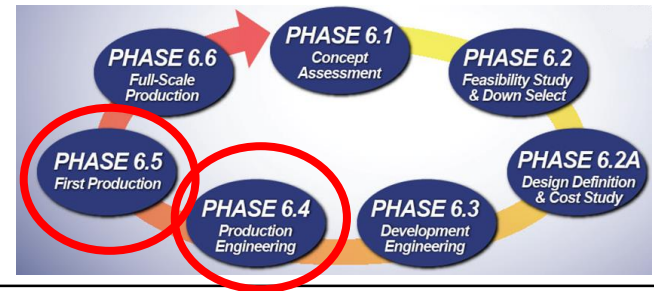 PHASE 6.1
Concept
Assessment
PHASE 6.2
Feasibility Study
& Down Select
PHASE 6.2A
Design Definition
& Cost Study
PHASE 6.3
Development
Engineering
PHASE 6.4
Production
Engineering
PHASE 6.5
First Production
PHASE 6.6
Full-Scale
Production